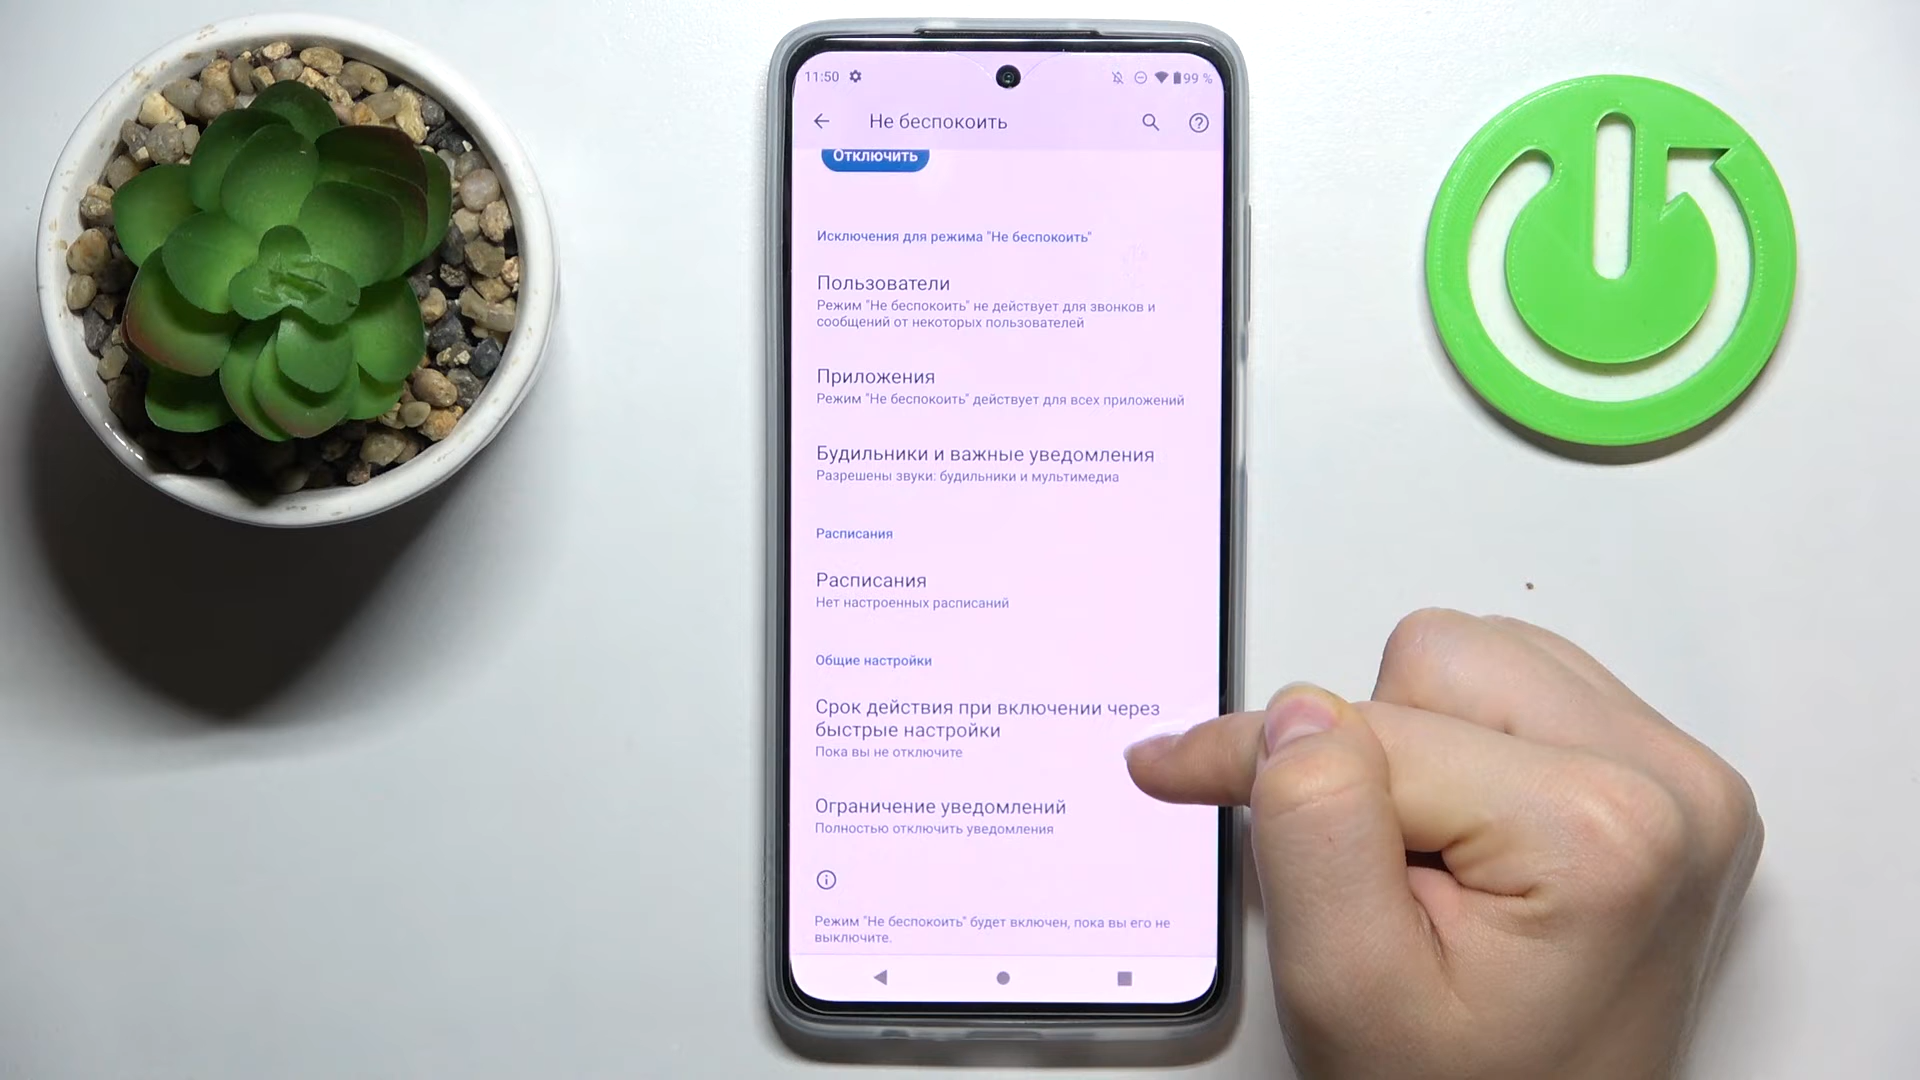 11:50 99 %
Не беспокоить
Отключить
Исключения для режима "Не беспокоить"
Пользователи
Режим "Не беспокоить" не действует для звонков и
сообщений от некоторых пользователей
Приложения
Режим "Не беспокоить" действует для всех приложений
Будильники и важные уведомления
Разрешены звуки: будильники и мультимедиа
Расписания
Расписания
Нет настроенных расписаний
Общие настройки
Срок действия при включении через
быстрые настройки
Пока вы не отключите
Ограничение уведомлений
Полностью отключить уведомления
Режим "Не беспокоить" будет включен, пока вы его не
выключите.